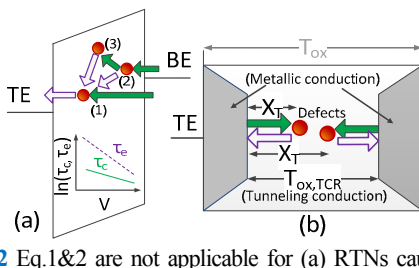 T_ox
(3)
BE
(Metallic conduction)
(2)
X_T
Defects
TE
(1)
TE
ln(τ_c,τ_e)
τ_e
τ_c
X_T
T_ox,TCR
V
(Tunneling conduction)
(a)
(b)
2 Eq.1&2 are not applicable for (a) RTNs cau